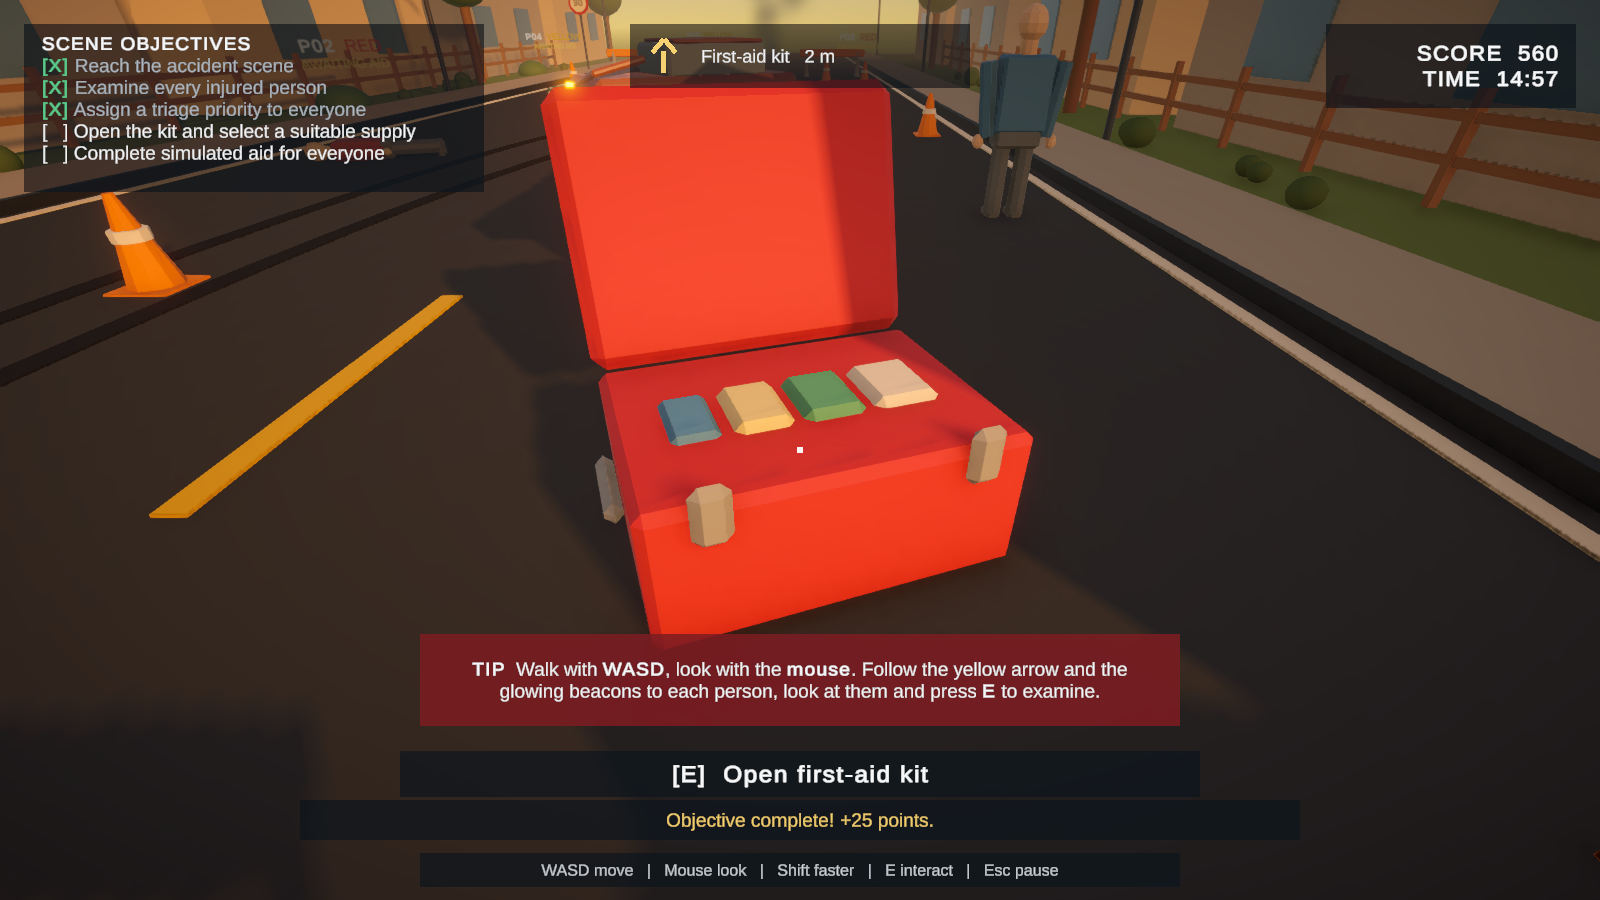 SCENE OBJECTIVES
[X] Reach the accident scene
[X] Examine every injured person
[X] Assign a triage priority to everyone
[ ] Open the kit and select a suitable supply
[ ] Complete simulated aid for everyone
P02 RED
P04
First-aid kit 2 m
SCORE 560
TIME 14:57
TIP Walk with WASD, look with the mouse. Follow the yellow arrow and the
glowing beacons to each person, look at them and press E to examine.
[E] Open first-aid kit
Objective complete! +25 points.
WASD move | Mouse look | Shift faster | E interact | Esc pause